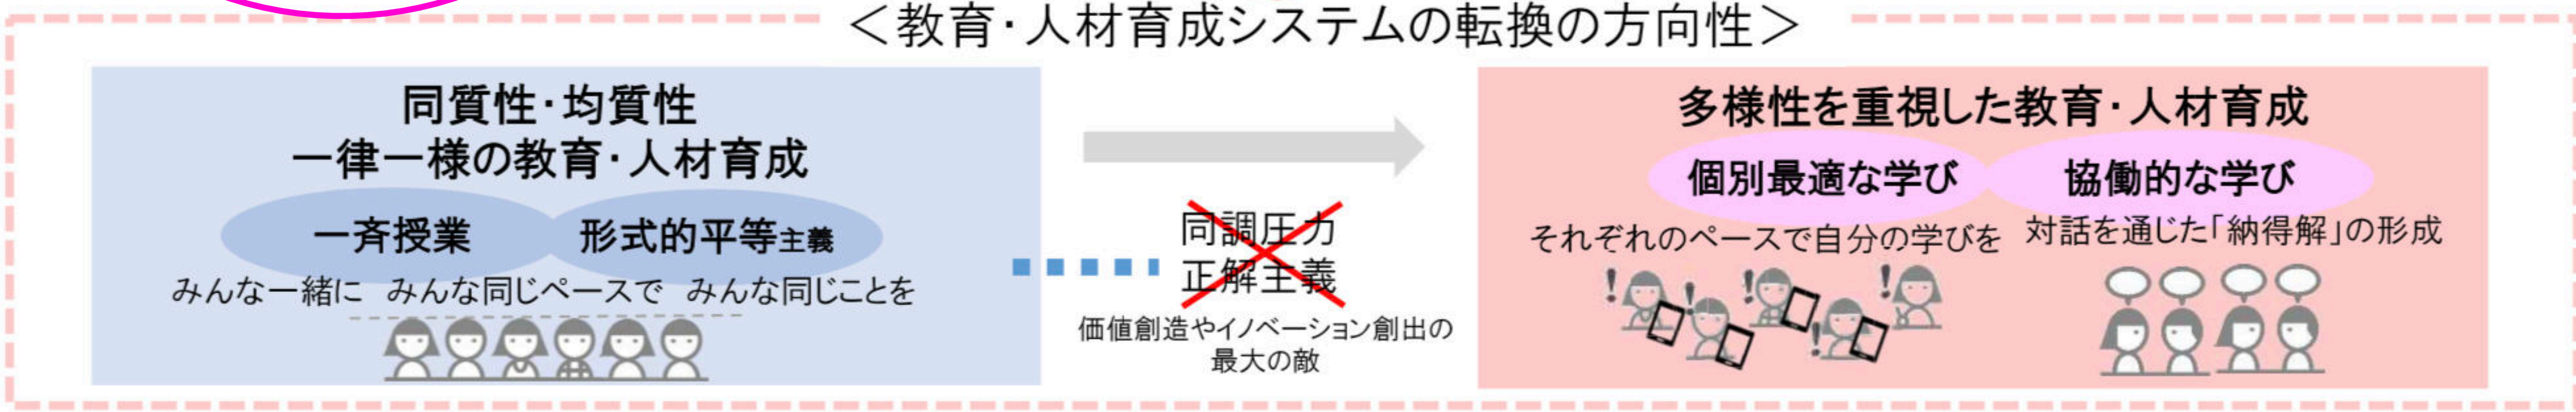 ＜教育・人材育成システムの転換の方向性＞
同質性・均質性
一律一様の教育・人材育成
一斉授業 形式的平等主義
みんな一緒に みんな同じペースで みんな同じことを
同調圧力
正解主義
価値創造やイノベーション創出の
最大の敵
多様性を重視した教育・人材育成
個別最適な学び 協働的な学び
それぞれのペースで自分の学びを 対話を通じた「納得解」の形成
! ! ! ! !